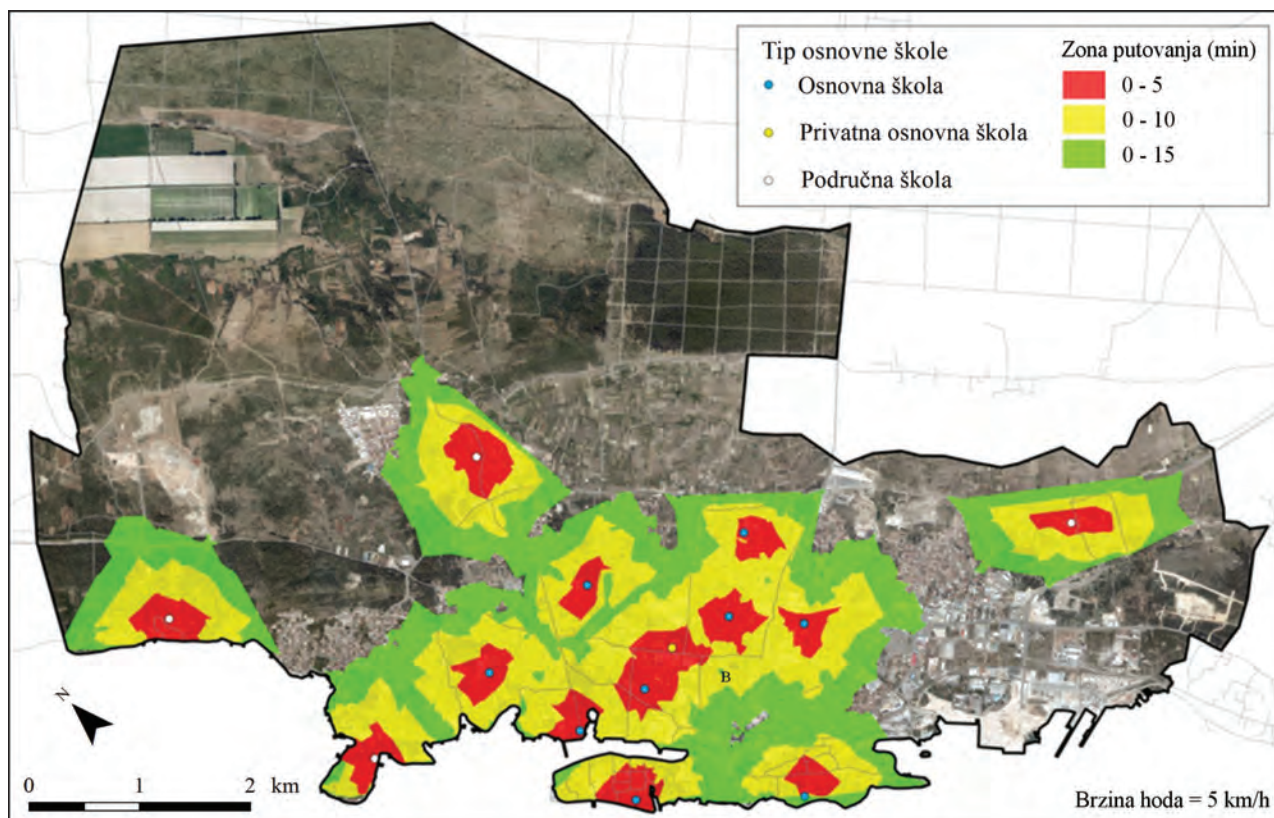 Tip osnovne škole
Osnovna škola
Privatna osnovna škola
Područna škola
Zona putovanja (min)
0 - 5
0 - 10
0 - 15
B
N
0 1 2 km
Brzina hoda = 5 km/h